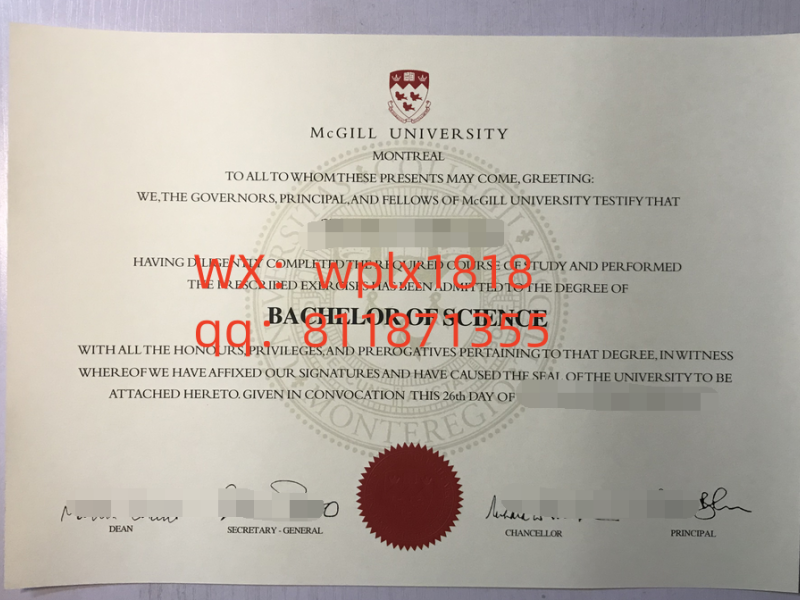 McGILL UNIVERSITY
MONTREAL
TO ALL TO WHOM THESE PRESENTS MAY COME, GREETING:
WE, THE GOVERNORS, PRINCIPAL, AND FELLOWS OF McGILL UNIVERSITY TESTIFY THAT
HAVING DILIGENTLY COMPLETED THE REQUIRED COURSE OF STUDY AND PERFORMED
WX: wplx1818
THE PRESCRIBED EXERCISES HAS BEEN ADMITTED TO THE DEGREE OF
BACHELOR OF SCIENCE
qq: 811871355
WITH ALL THE HONOURS, PRIVILEGES, AND PREROGATIVES PERTAINING TO THAT DEGREE, IN WITNESS
WHEREOF WE HAVE AFFIXED OUR SIGNATURES AND HAVE CAUSED THE SEAL OF THE UNIVERSITY TO BE
ATTACHED HERETO. GIVEN IN CONVOCATION THIS 26th DAY OF
MONTEREGIO
DEAN
SECRETARY - GENERAL
CHANCELLOR
PRINCIPAL